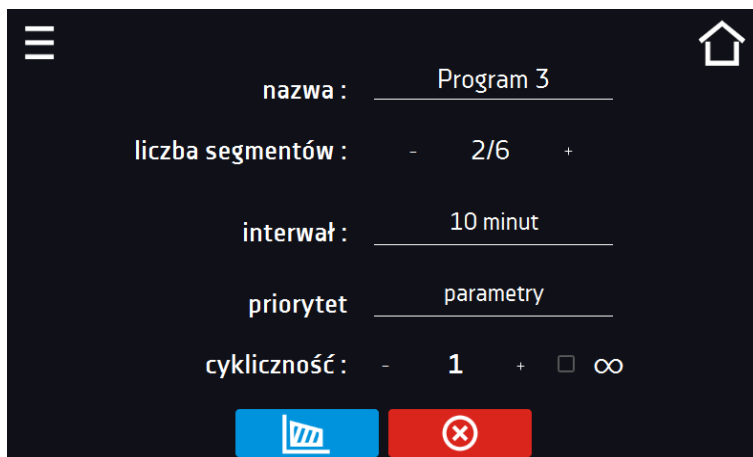 nazwa : Program 3
liczba segmentów : - 2/6 +
interwał : 10 minut
priorytet parametry
cykliczność : - 1 + ∞